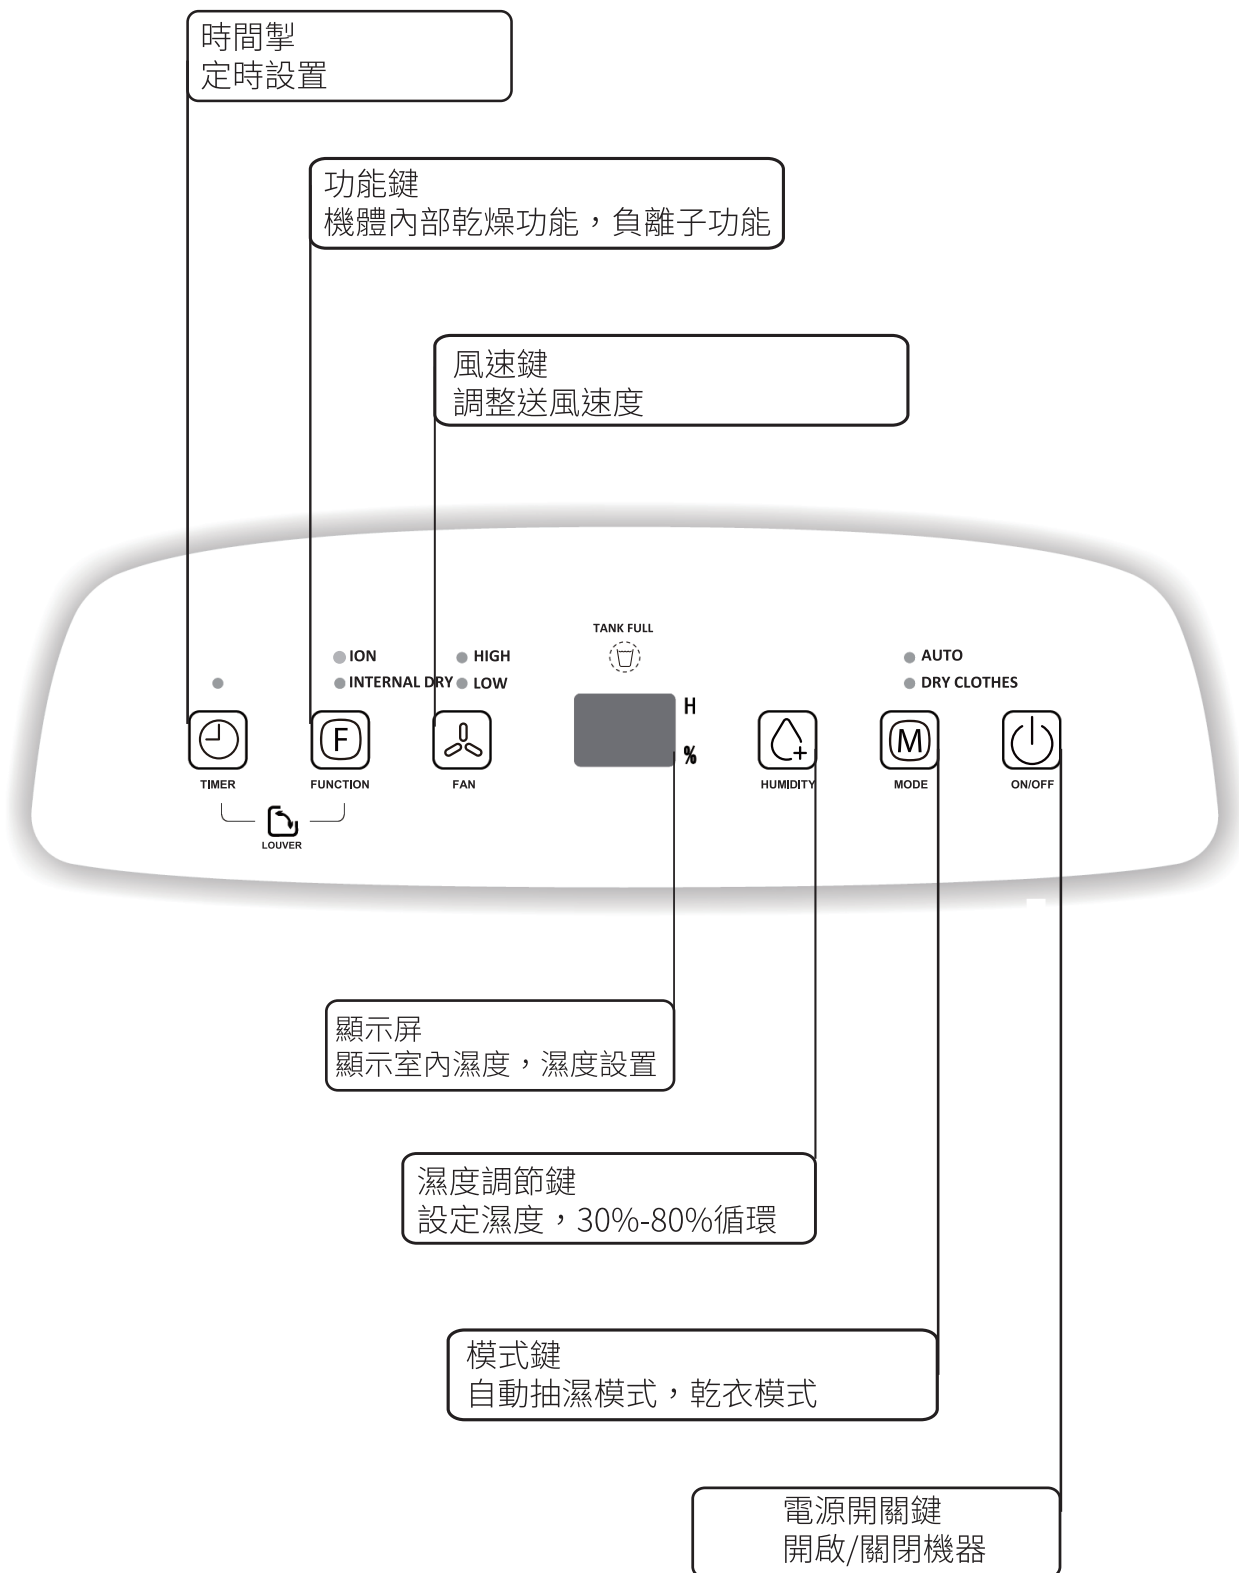 時間掣
定時設置
功能鍵
機體內部乾燥功能，負離子功能
風速鍵
調整送風速度
TANK FULL
ION
HIGH
AUTO
INTERNAL DRY
LOW
DRY CLOTHES
H
F
M
%
TIMER
FUNCTION
FAN
HUMIDITY
MODE
ON/OFF
LOUVER
顯示屏
顯示室內濕度，濕度設置
濕度調節鍵
設定濕度，30%-80%循環
模式鍵
自動抽濕模式，乾衣模式
電源開關鍵
開啟/關閉機器